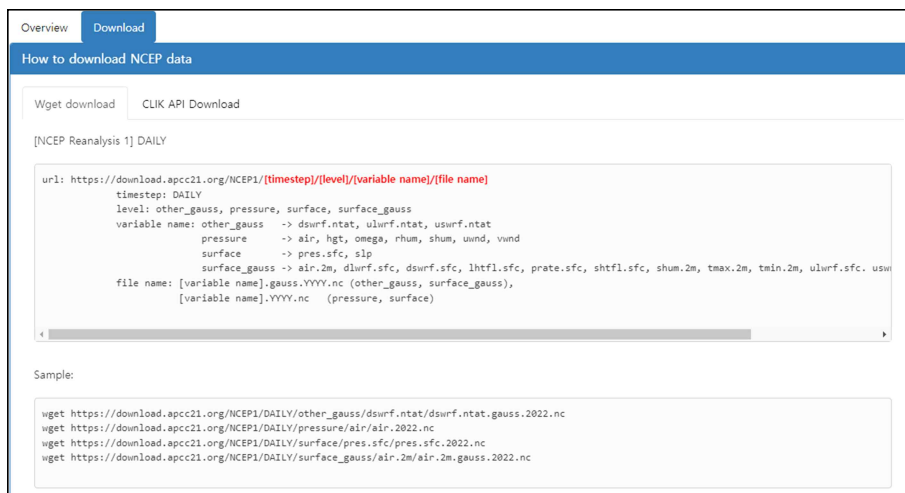 Overview Download
How to download NCEP data
Wget download CLIK API Download
[NCEP Reanalysis 1] DAILY
url: https://download.apcc21.org/NCEP1/[timestep]/[level]/[variable name]/[file name]
timestep: DAILY
level: other_gauss, pressure, surface, surface_gauss
variable name: other_gauss -> dswrf.ntat, ulwrf.ntat, uswrf.ntat
pressure -> air, hgt, omega, rhum, shum, uwnd, vwnd
surface -> pres.sfc, slp
surface_gauss -> air.2m, dlwrf.sfc, dswrf.sfc, lhtfl.sfc, prate.sfc, shtfl.sfc, shum.2m, tmax.2m, tmin.2m, ulwrf.sfc. usw
file name: [variable name].gauss.YYYY.nc (other_gauss, surface_gauss),
[variable name].YYYY.nc (pressure, surface)
Sample:
wget https://download.apcc21.org/NCEP1/DAILY/other_gauss/dswrf.ntat/dswrf.ntat.gauss.2022.nc
wget https://download.apcc21.org/NCEP1/DAILY/pressure/air/air.2022.nc
wget https://download.apcc21.org/NCEP1/DAILY/surface/pres.sfc/pres.sfc.2022.nc
wget https://download.apcc21.org/NCEP1/DAILY/surface_gauss/air.2m/air.2m.gauss.2022.nc